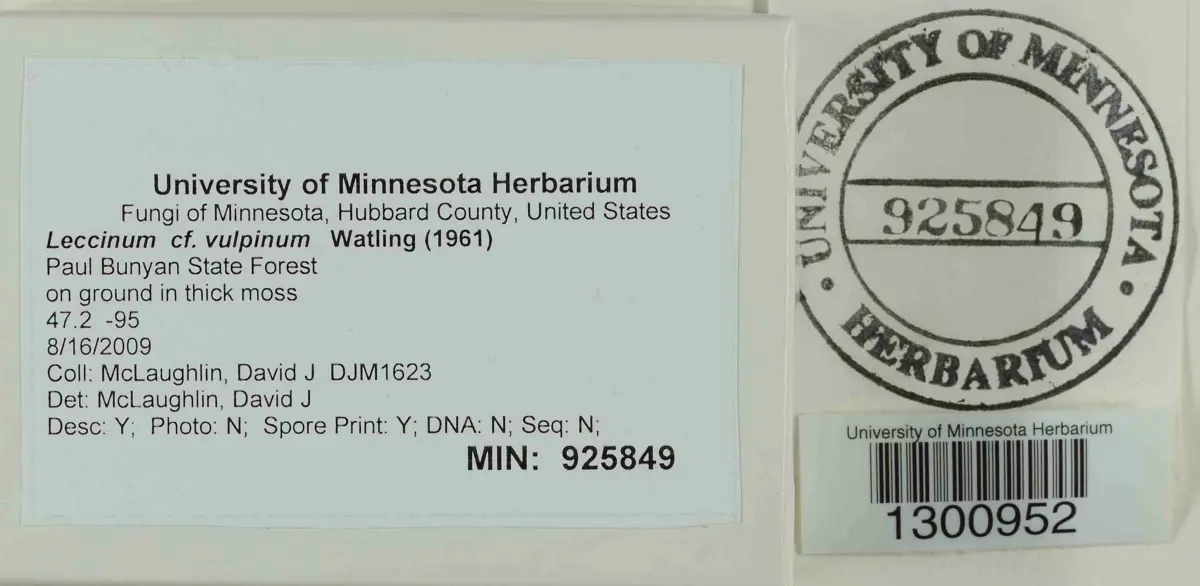 University of Minnesota Herbarium
Fungi of Minnesota, Hubbard County, United States
Leccinum cf. vulpinum Watling (1961)
Paul Bunyan State Forest
on ground in thick moss
47.2 -95
8/16/2009
Coll: McLaughlin, David J DJM1623
Det: McLaughlin, David J
Desc: Y; Photo: N; Spore Print: Y; DNA: N; Seq: N;
MIN: 925849
• UNIVERSITY OF MINNESOTA •
925849
HERBARIUM
University of Minnesota Herbarium
1300952